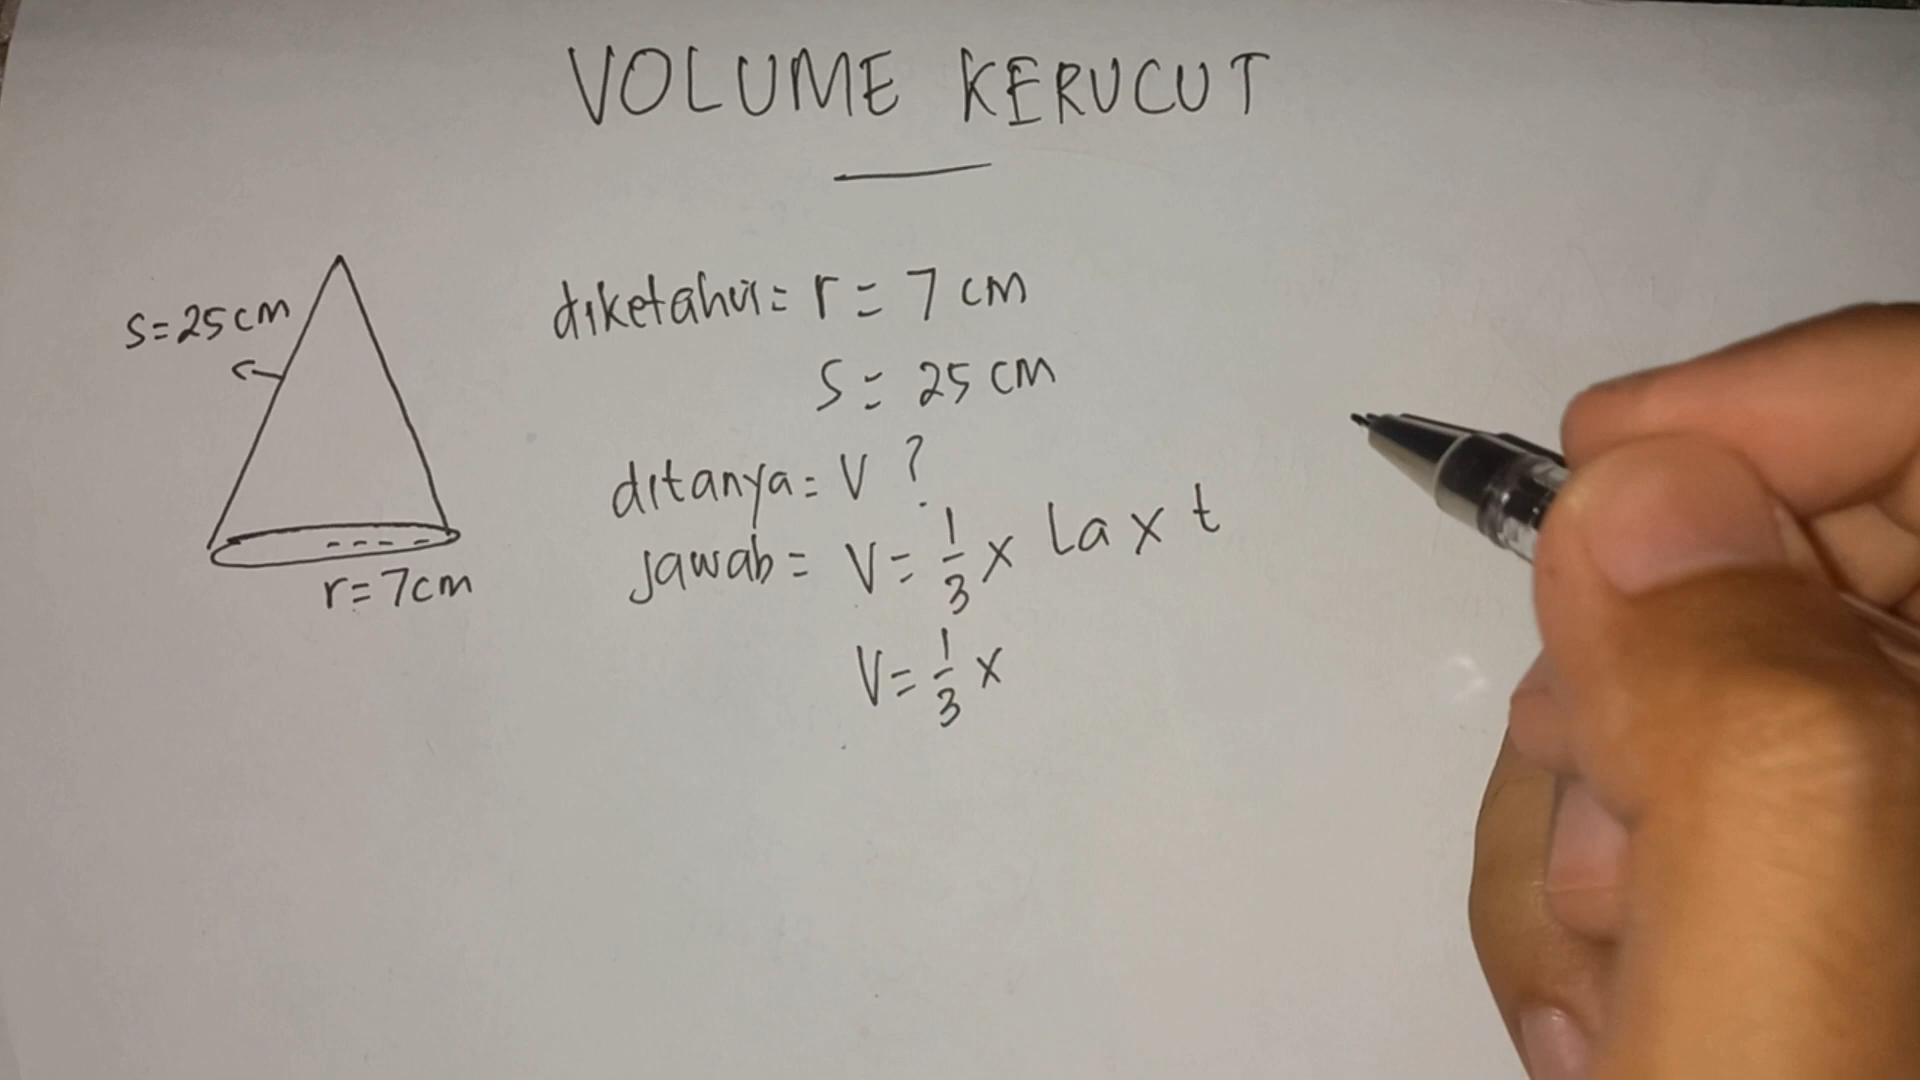 VOLUME KERUCUT
s=25cm
r=7cm
diketahui= r= 7 cm
s= 25 cm
ditanya= V ?
jawab= V= 1/3 x La x t
V= 1/3 x